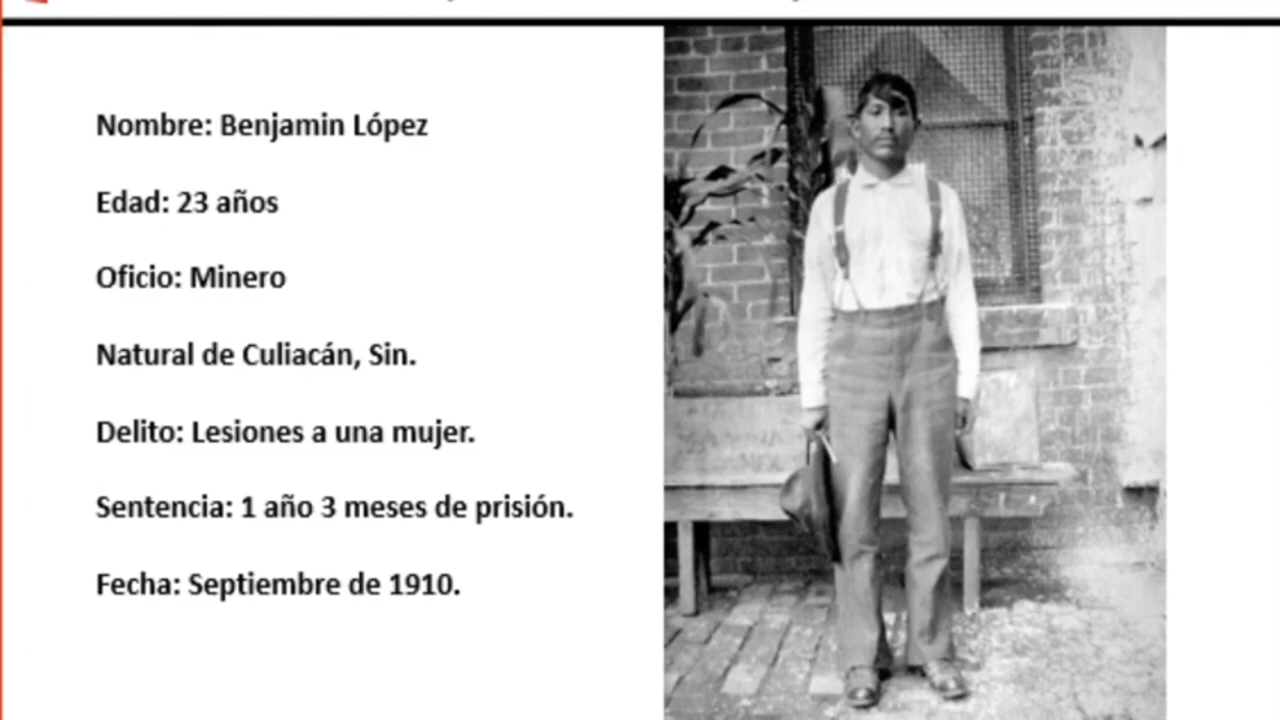 Nombre: Benjamin López
Edad: 23 años
Oficio: Minero
Natural de Culiacán, Sin.
Delito: Lesiones a una mujer.
Sentencia: 1 año 3 meses de prisión.
Fecha: Septiembre de 1910.